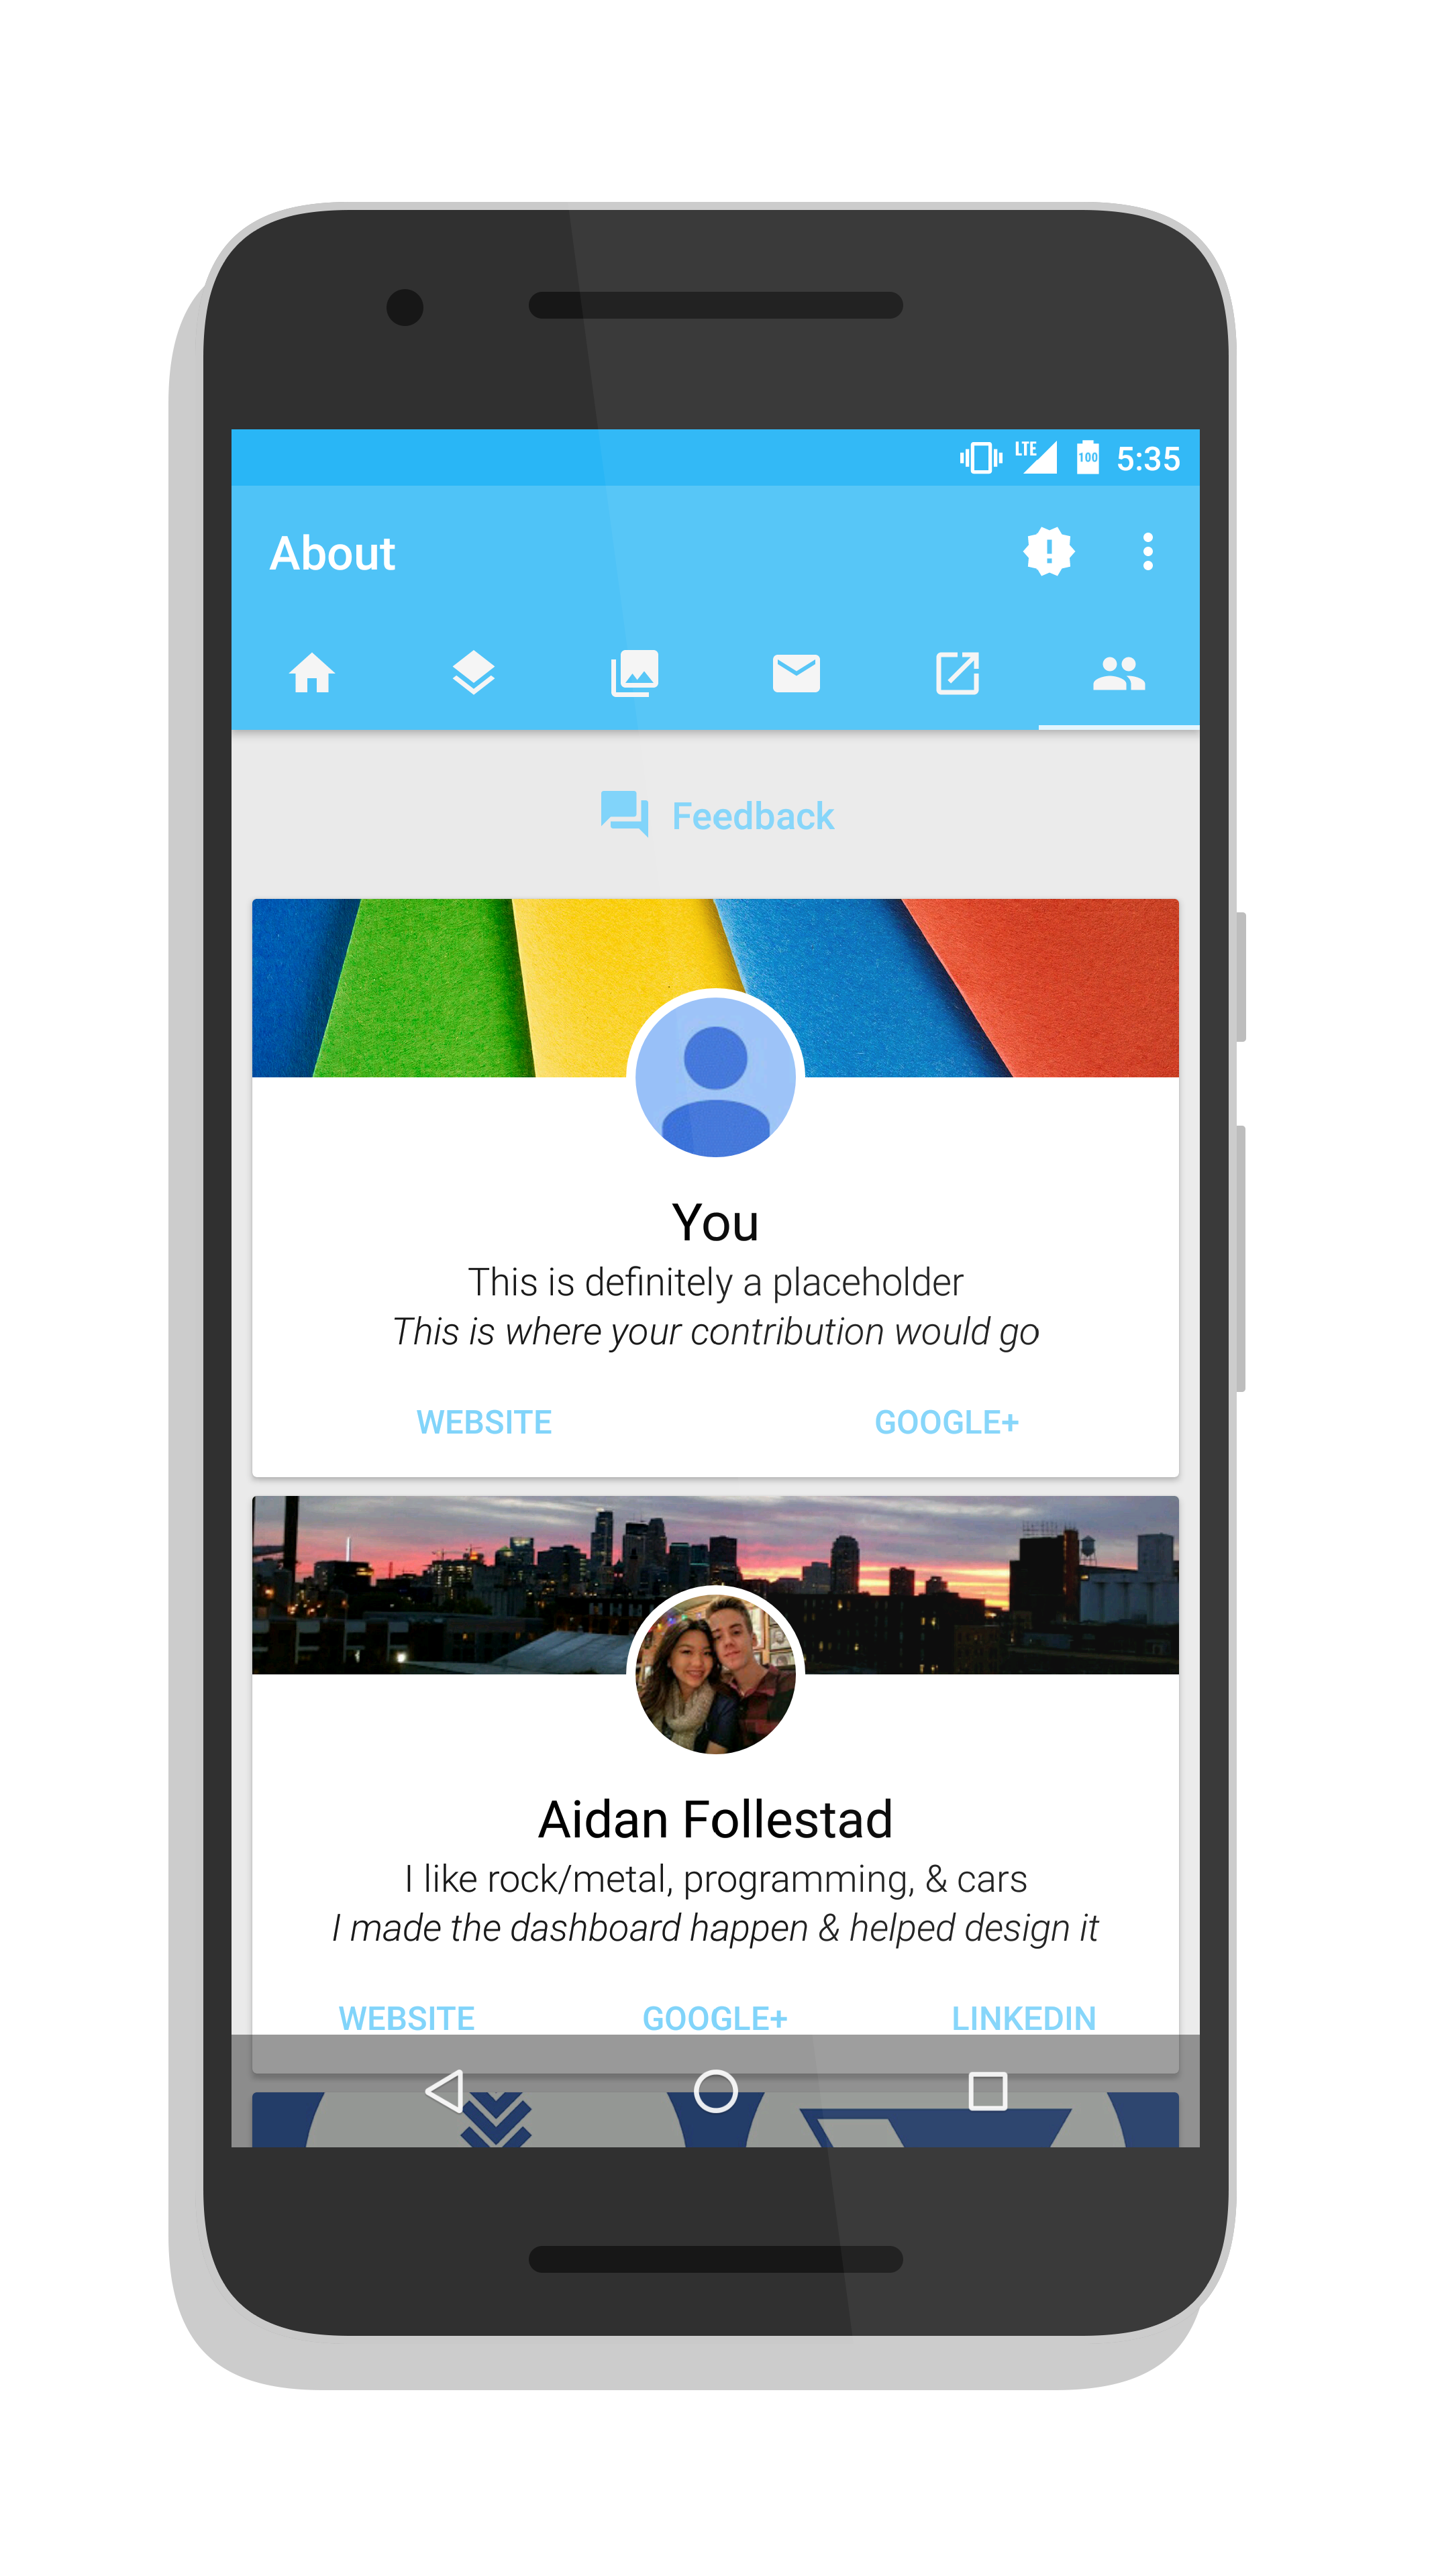 LTE 100 5:35
About
Feedback
You
This is definitely a placeholder
This is where your contribution would go
WEBSITE GOOGLE+
Aidan Follestad
I like rock/metal, programming, & cars
I made the dashboard happen & helped design it
WEBSITE GOOGLE+ LINKEDIN